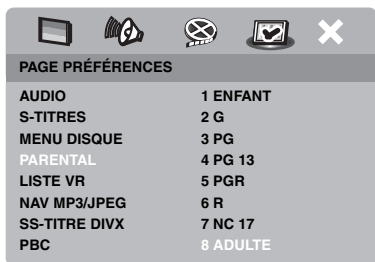 PAGE PRÉFÉRENCES
AUDIO 1 ENFANT
S-TITRES 2 G
MENU DISQUE 3 PG
PARENTAL 4 PG 13
LISTE VR 5 PGR
NAV MP3/JPEG 6 R
SS-TITRE DIVX 7 NC 17
PBC 8 ADULTE